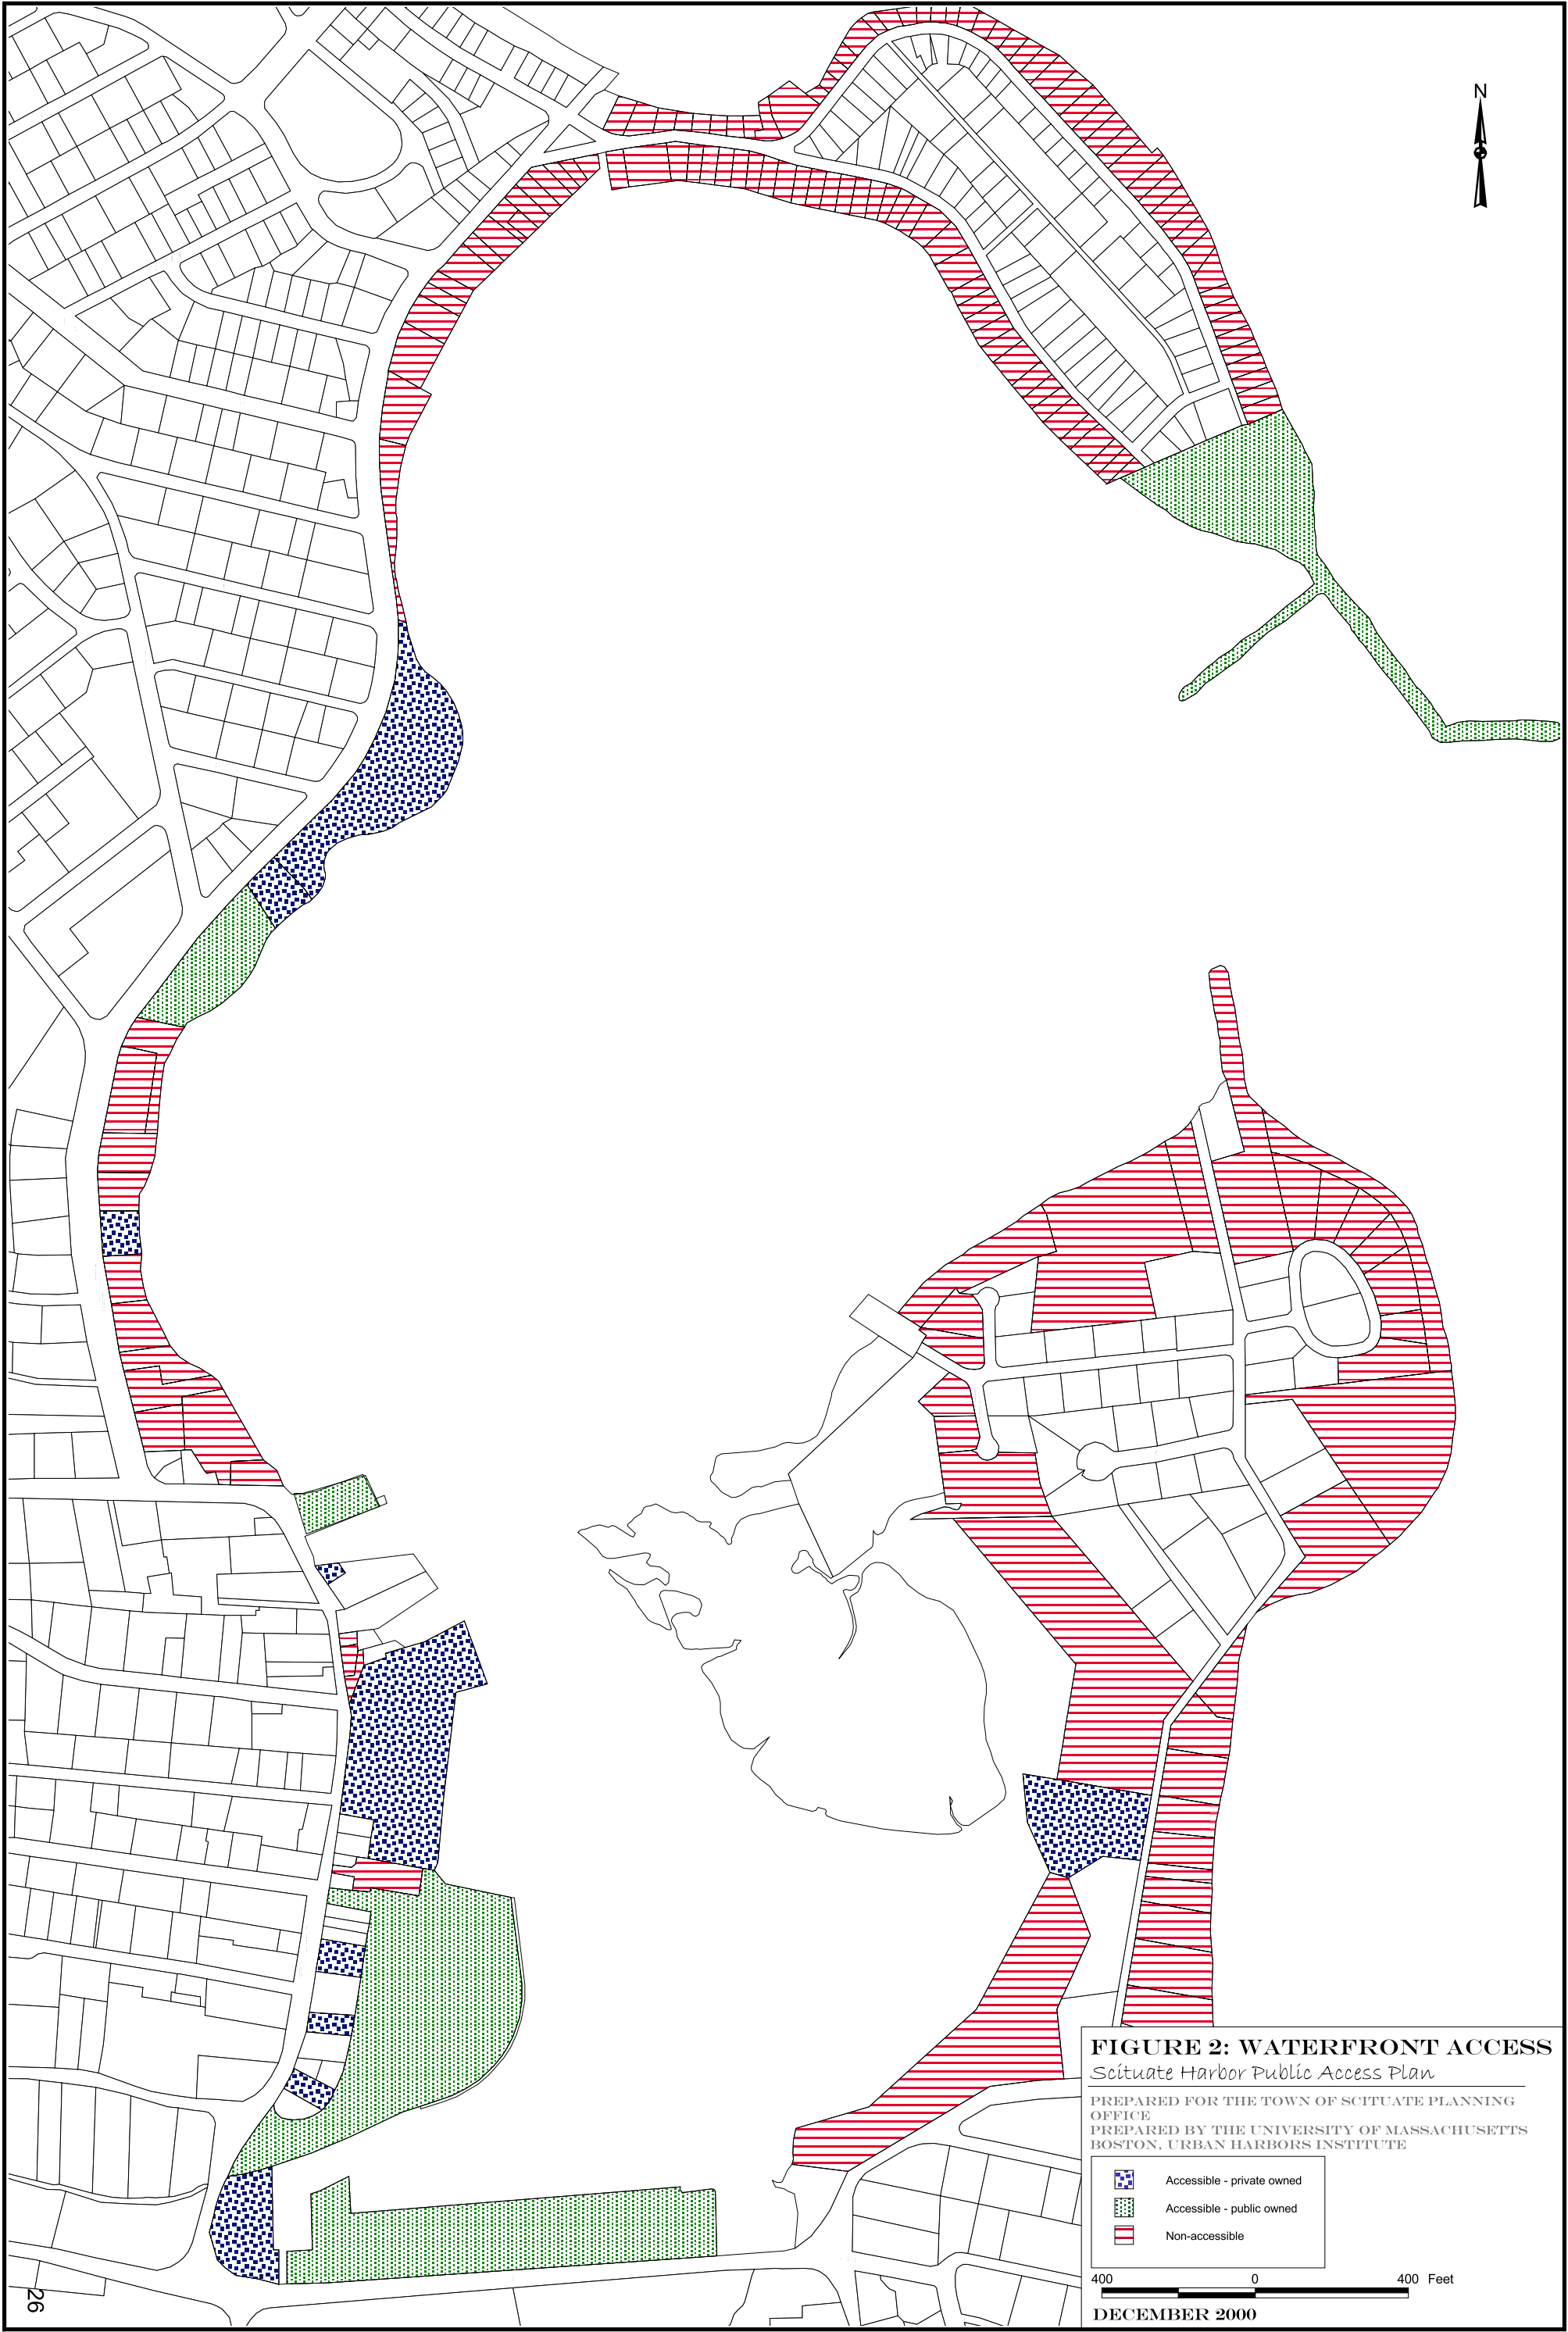 N
FIGURE 2: WATERFRONT ACCESS
Scituate Harbor Public Access Plan
PREPARED FOR THE TOWN OF SCITUATE PLANNING
OFFICE
PREPARED BY THE UNIVERSITY OF MASSACHUSETTS
BOSTON, URBAN HARBORS INSTITUTE
Accessible - private owned
Accessible - public owned
Non-accessible
400 0 400 Feet
DECEMBER 2000
26